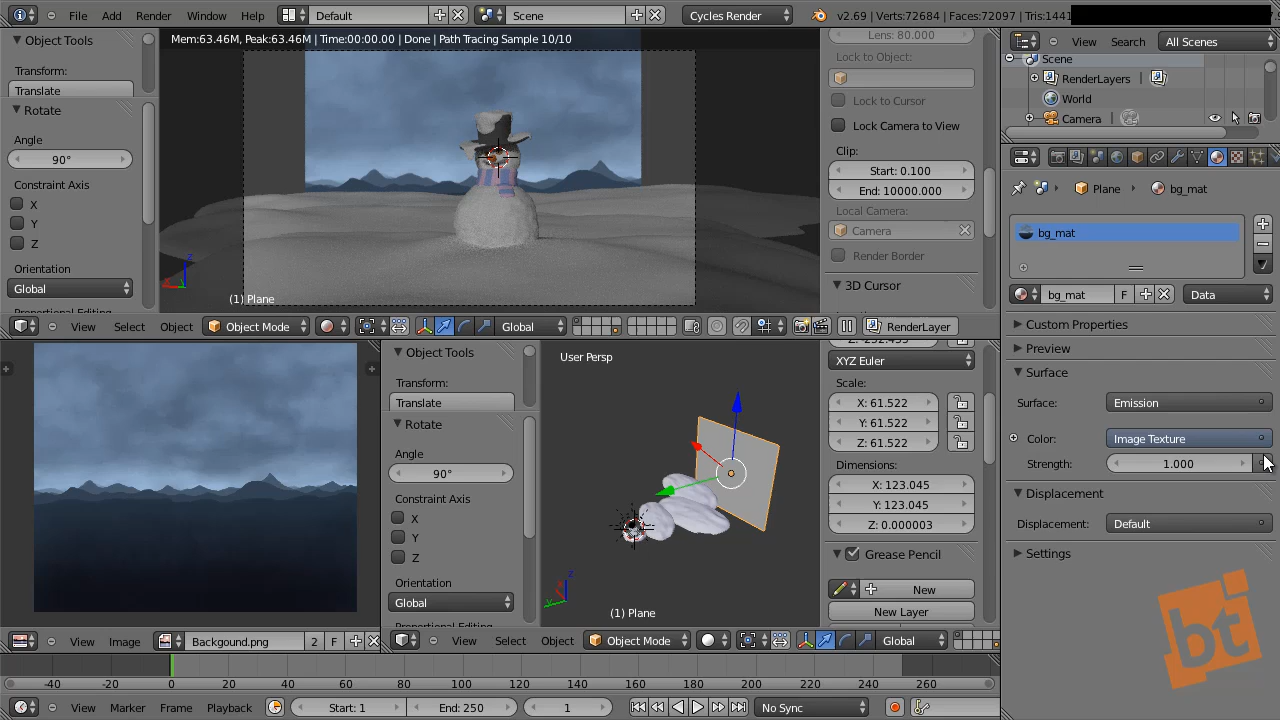 File Add Render Window Help Default Scene Cycles Render v2.69 | Verts:72684 | Faces:72097 | Tris:1441
Object Tools
Transform:
Translate
Rotate
Angle
90°
Constraint Axis
X
Y
Z
Orientation
Global
Mem:63.46M, Peak:63.46M | Time:00:00.00 | Done | Path Tracing Sample 10/10
(1) Plane
Lens: 80.000
Lock to Object:
Lock to Cursor
Lock Camera to View
Clip:
Start: 0.100
End: 10000.000
Local Camera:
Camera
Render Border
3D Cursor
View Select Object Object Mode Global RenderLayer
View Image Backgound.png 2 F
Object Tools
Transform:
Translate
Rotate
Angle
90°
Constraint Axis
X
Y
Z
Orientation
Global
User Persp
(1) Plane
XYZ Euler
Scale:
X: 61.522
Y: 61.522
Z: 61.522
Dimensions:
X: 123.045
Y: 123.045
Z: 0.000003
Grease Pencil
New
New Layer
View Select Object Object Mode Global
-40 -20 0 20 40 60 80 100 120 140 160 180 200 220 240 260
View Marker Frame Playback Start: 1 End: 250 1 No Sync
View Search All Scenes
Scene
RenderLayers
World
Camera
Plane bg_mat
bg_mat
bg_mat F Data
Custom Properties
Preview
Surface
Surface: Emission
Color: Image Texture
Strength: 1.000
Displacement
Displacement: Default
Settings
bt